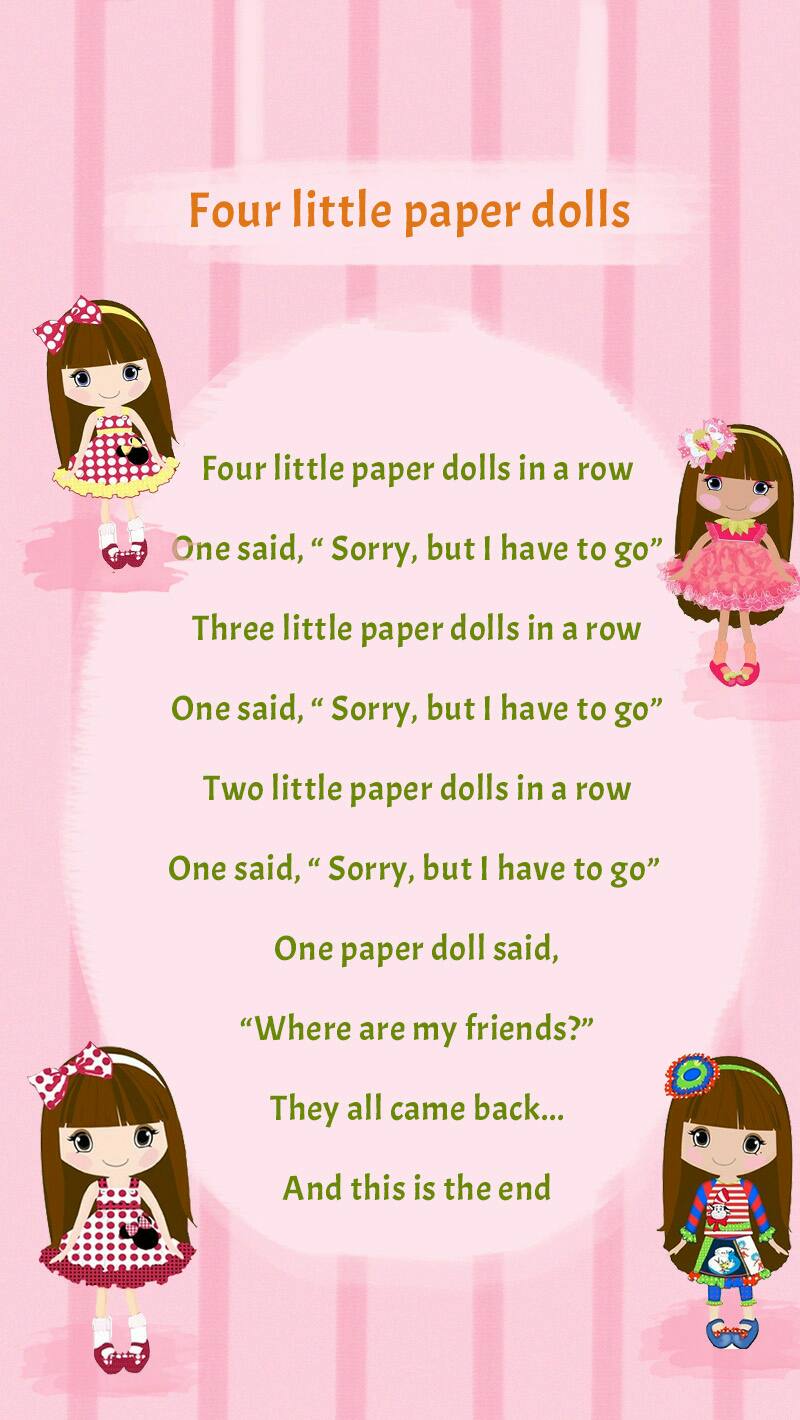 Four little paper dolls
Four little paper dolls in a row
One said, “ Sorry, but I have to go”
Three little paper dolls in a row
One said, “ Sorry, but I have to go”
Two little paper dolls in a row
One said, “ Sorry, but I have to go”
One paper doll said,
“Where are my friends?”
They all came back...
And this is the end